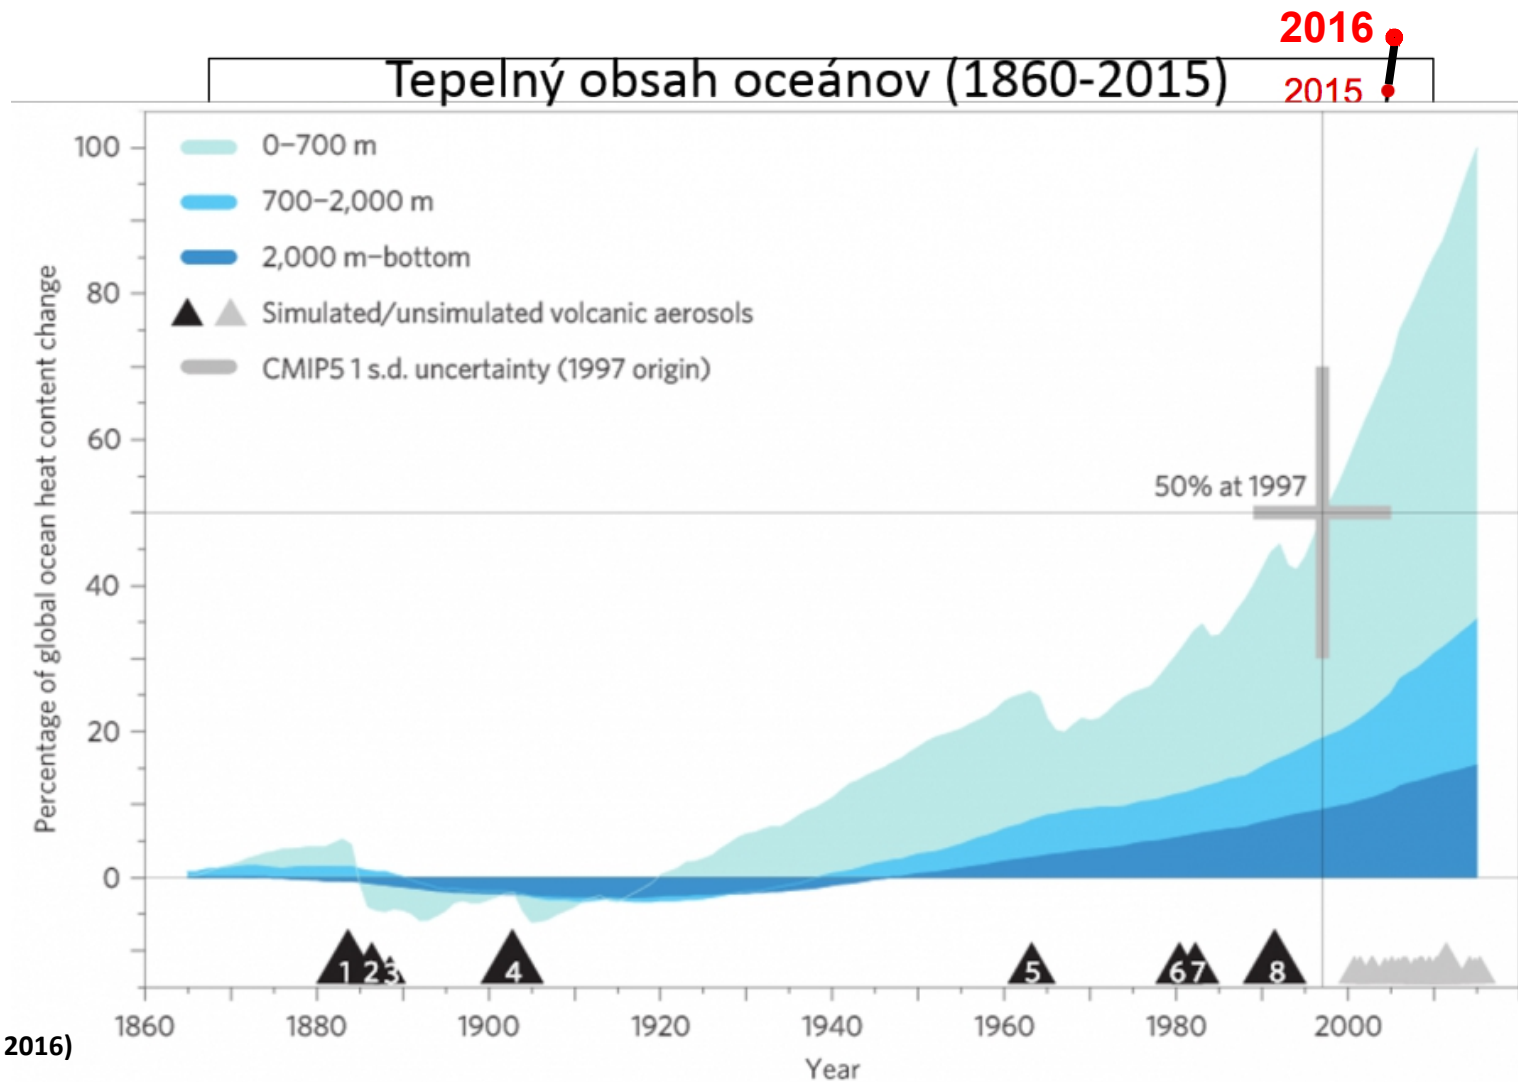 2016
Tepelný obsah oceánov (1860-2015)
2015
100
80
60
40
20
0
Percentage of global ocean heat content change
0–700 m
700–2,000 m
2,000 m–bottom
Simulated/unsimulated volcanic aerosols
CMIP5 1 s.d. uncertainty (1997 origin)
50% at 1997
1 2 3 4 5 6 7 8
1860 1880 1900 1920 1940 1960 1980 2000
Year
2016)